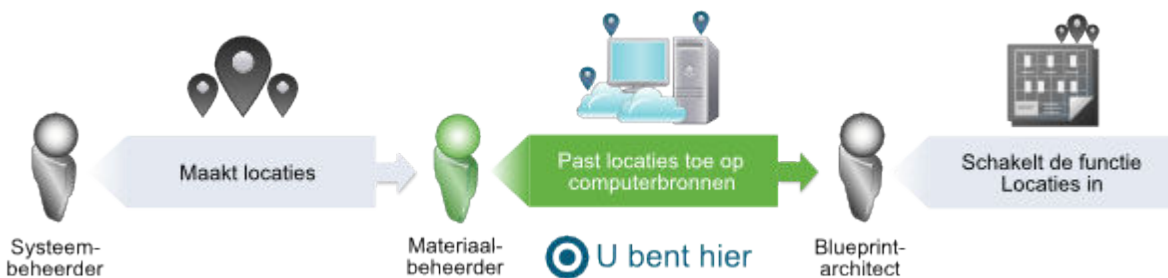 Maakt locaties
Past locaties toe op
computerbronnen
Schakelt de functie
Locaties in
Systeem-
beheerder
Materiaal-
beheerder
U bent hier
Blueprint-
architect